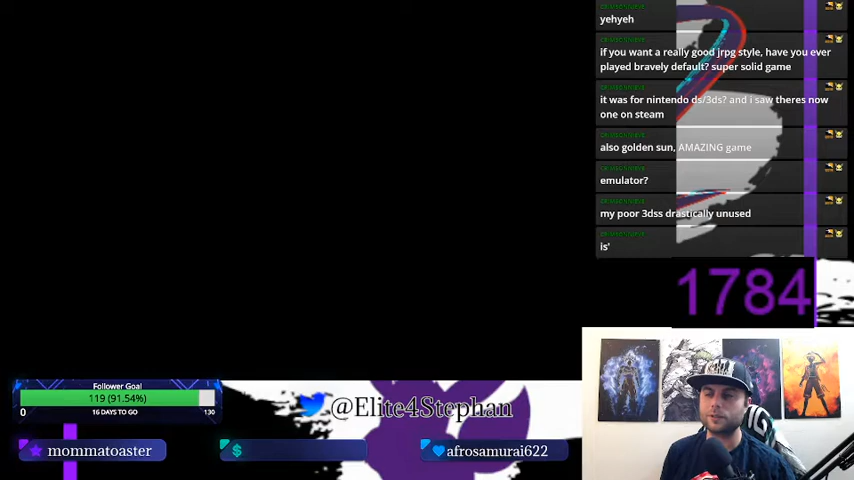 yehyeh
if you want a really good jrpg style, have you ever
played bravely default? super solid game
it was for nintendo ds/3ds? and i saw theres now
one on steam
also golden sun, AMAZING game
emulator?
my poor 3dss drastically unused
is'
1784
Follower Goal
119 (91.54%)
0 16 DAYS TO GO 130
@Elite4Stephan
mommatoaster
$
afrosamurai622